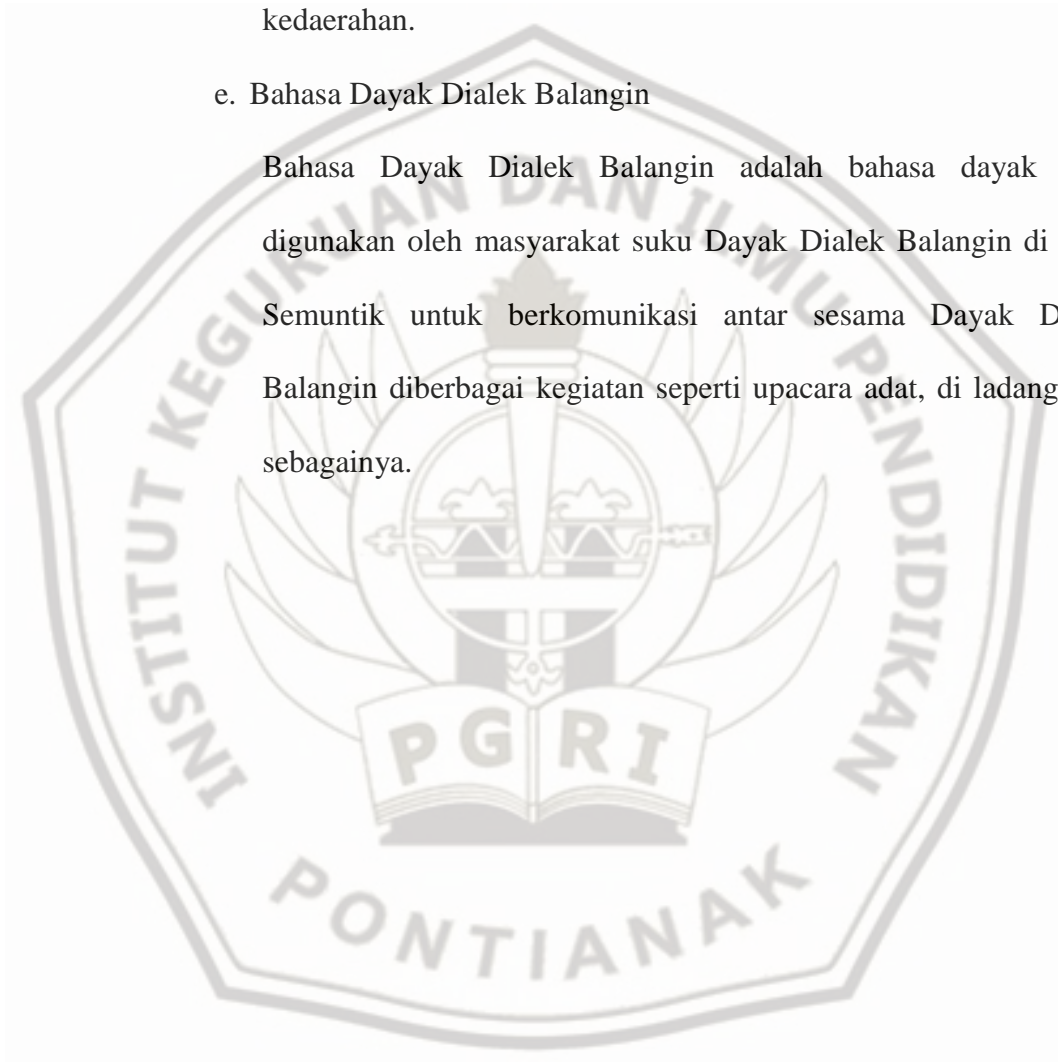 kedaerahan.
e. Bahasa Dayak Dialek Balangin
Bahasa Dayak Dialek Balangin adalah bahasa dayak
digunakan oleh masyarakat suku Dayak Dialek Balangin di
Semuntik untuk berkomunikasi antar sesama Dayak D
Balangin diberbagai kegiatan seperti upacara adat, di ladang
sebagainya.
INSTITUT KEGURUAN DAN ILMU PENDIDIKAN
PGRI
PONTIANAK